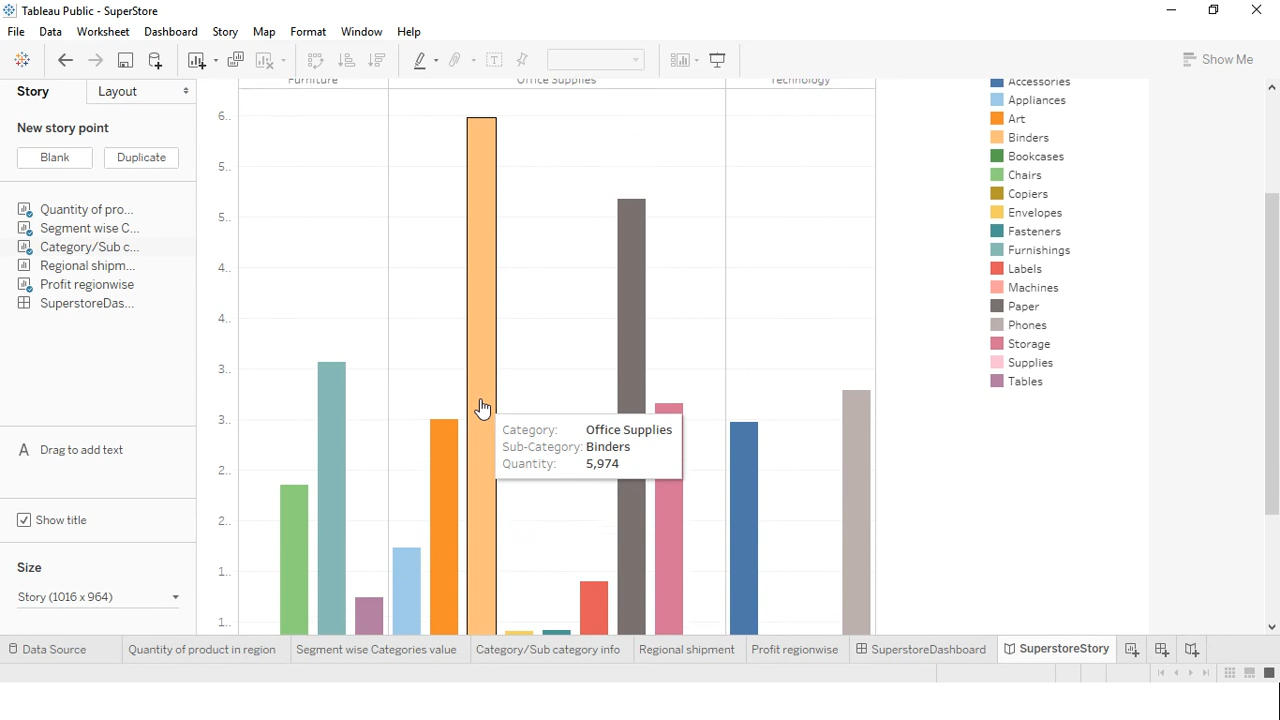 Tableau Public - SuperStore
File Data Worksheet Dashboard Story Map Format Window Help
Show Me
Story Layout
New story point
Blank Duplicate
Quantity of pro...
Segment wise C...
Category/Sub c...
Regional shipm...
Profit regionwise
SuperstoreDas...
A Drag to add text
Show title
Size
Story (1016 x 964)
Furniture Office Supplies Technology
6..
5..
5..
4..
4..
3..
3..
2..
2..
1..
1..
Category: Office Supplies
Sub-Category: Binders
Quantity: 5,974
Accessories
Appliances
Art
Binders
Bookcases
Chairs
Copiers
Envelopes
Fasteners
Furnishings
Labels
Machines
Paper
Phones
Storage
Supplies
Tables
Data Source Quantity of product in region Segment wise Categories value Category/Sub category info Regional shipment Profit regionwise SuperstoreDashboard SuperstoreStory